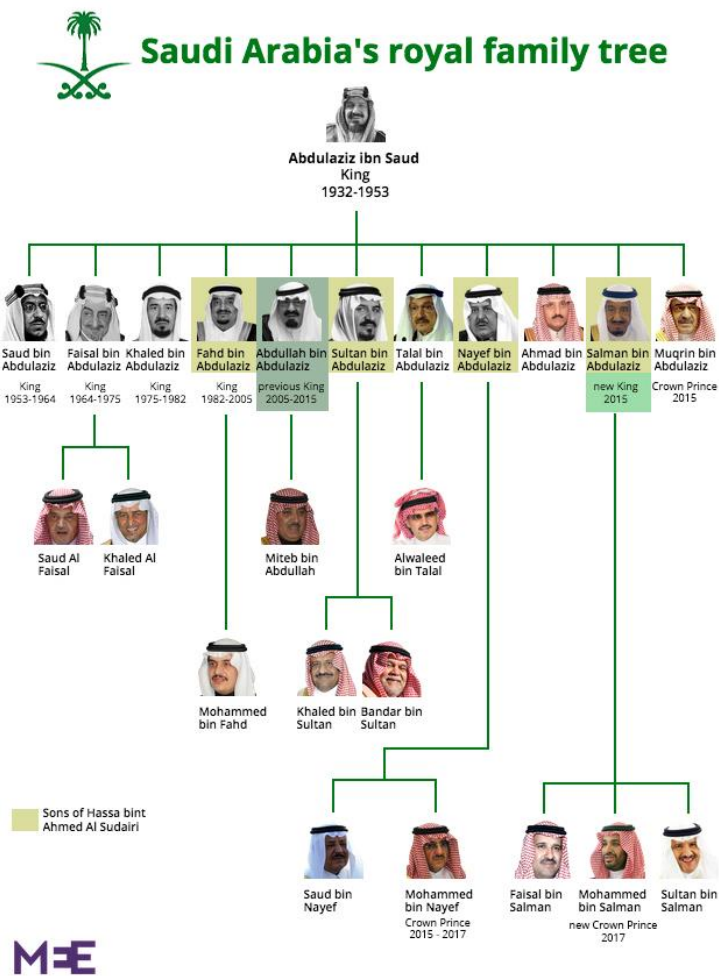 Saudi Arabia's royal family tree
Abdulaziz ibn Saud
King
1932-1953
Saud bin
Abdulaziz
King
1953-1964
Faisal bin
Abdulaziz
King
1964-1975
Khaled bin
Abdulaziz
King
1975-1982
Fahd bin
Abdulaziz
King
1982-2005
Abdullah bin
Abdulaziz
previous King
2005-2015
Sultan bin
Abdulaziz
Talal bin
Abdulaziz
Nayef bin
Abdulaziz
Ahmad bin
Abdulaziz
Salman bin
Abdulaziz
new King
2015
Muqrin bin
Abdulaziz
Crown Prince
2015
Saud Al
Faisal
Khaled Al
Faisal
Miteb bin
Abdullah
Alwaleed
bin Talal
Mohammed
bin Fahd
Khaled bin
Sultan
Bandar bin
Sultan
Sons of Hassa bint
Ahmed Al Sudairi
Saud bin
Nayef
Mohammed
bin Nayef
Crown Prince
2015 - 2017
Faisal bin
Salman
Mohammed
bin Salman
new Crown Prince
2017
Sultan bin
Salman
MEE